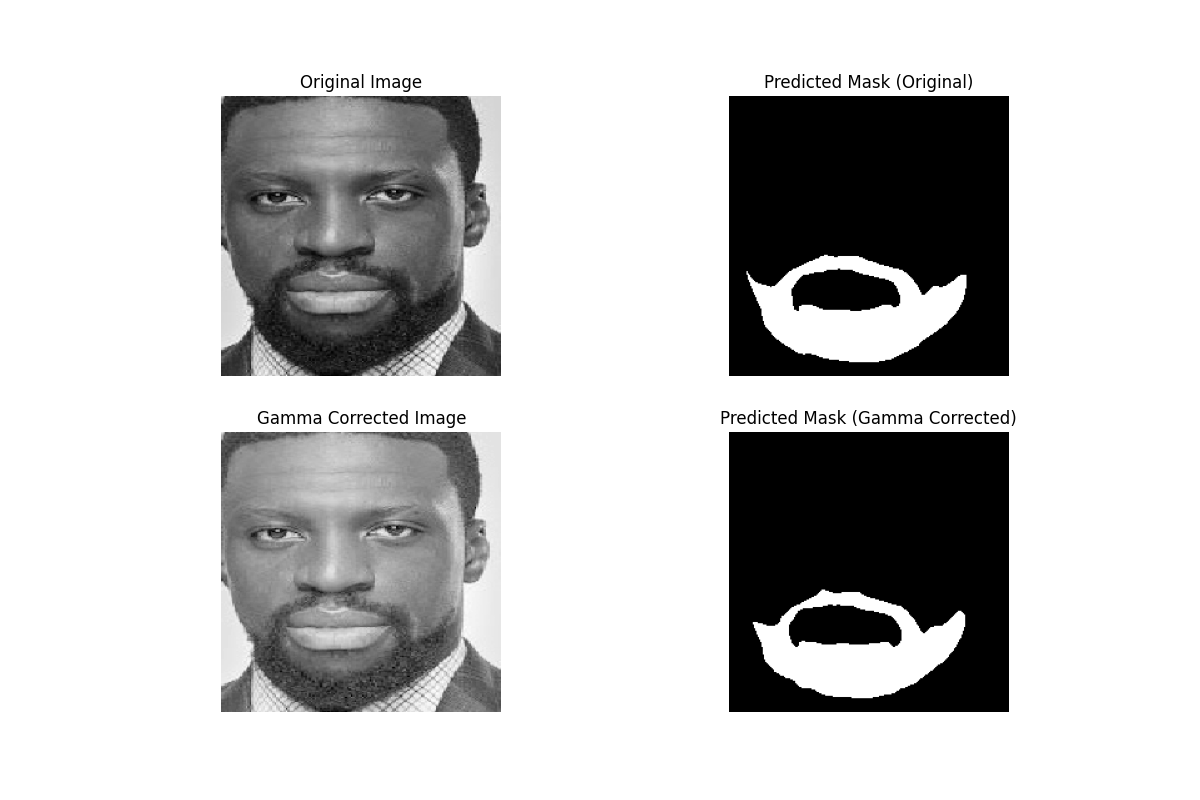 Original Image
Predicted Mask (Original)
Gamma Corrected Image
Predicted Mask (Gamma Corrected)